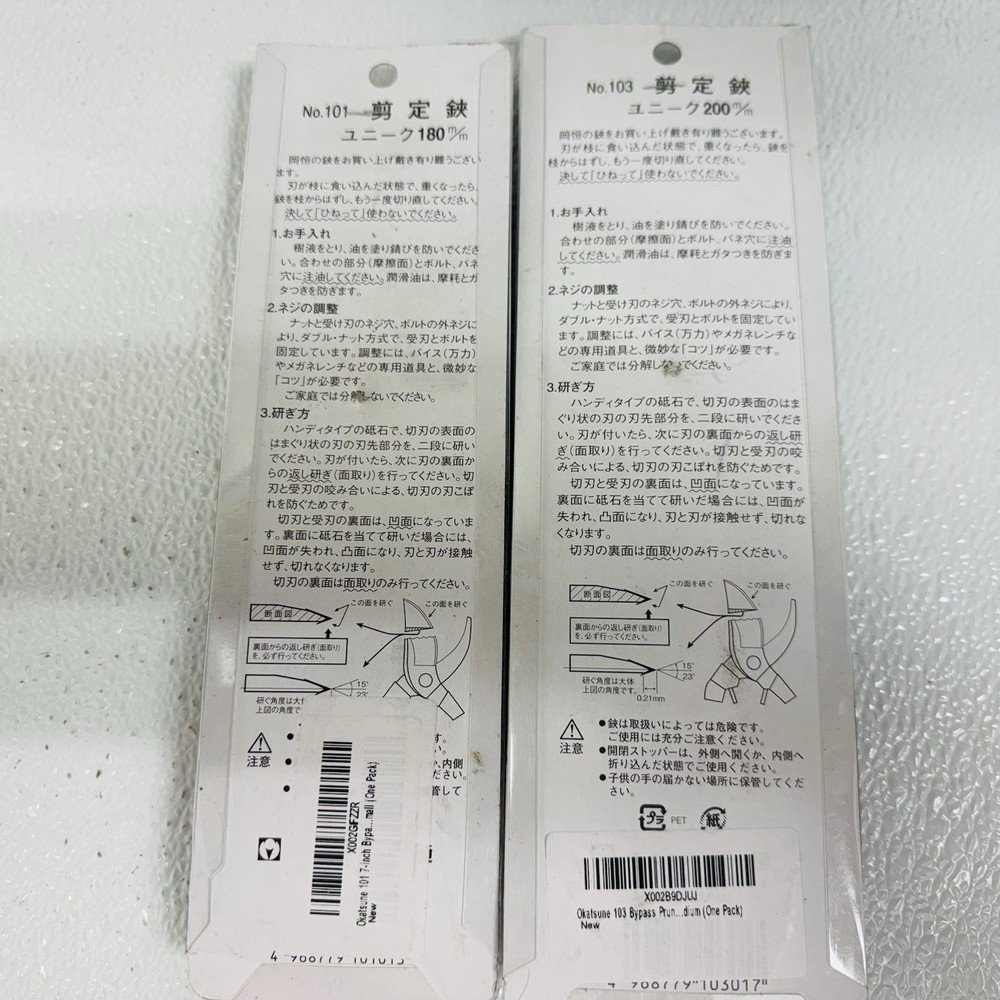 No.101 剪定鋏
ユニーク180m/m
岡恒の鋏をお買い上げ戴き有り難うござい
ます。
刃が枝に食い込んだ状態で、重くなったら、
鋏を枝からはずし、もう一度切り直してください。
決して「ひねって」使わないでください。
1.お手入れ
樹液をとり、油を塗り錆びを防いでくださ
い。合わせの部分(摩擦面)とボルト、バネ
穴に注油してください。潤滑油は、摩耗とガ
タつきを防ぎます。
2.ネジの調整
ナットと受け刃のネジ穴、ボルトの外ネジに
より、ダブル・ナット方式で、受刃とボルトを
固定しています。調整には、バイス(万力)
やメガネレンチなどの専用道具と、微妙な
「コツ」が必要です。
ご家庭では分解しないでください。
3.研ぎ方
ハンディタイプの砥石で、切刃の表面の
はまぐり状の刃の刃先部分を、二段に研い
でください。刃が付いたら、次に刃の裏面か
らの返し研ぎ(面取り)を行ってください。切
刃と受刃の咬み合いによる、切刃の刃こぼ
れを防ぐためです。
切刃と受刃の裏面は、凹面になっていま
す。裏面に砥石を当てて研いだ場合には、
凹面が失われ、凸面になり、刃と刃が接触
せず、切れなくなります。
切刃の裏面は面取りのみ行ってください。
断面図
この面を研ぐ
この面を研ぐ
裏面からの返し研ぎ(面取り)
を、必ず行ってください。
15°
23°
研ぐ角度は大体
上図の角度で
注意
す。
い。
、内側
ださい。
管して
X002GIFZZR
Okatsune 101 7-inch Bypa...mall (One Pack)
New
4 968779 101013
No.103 剪定鋏
ユニーク200m/m
岡恒の鋏をお買い上げ戴き有り難うございます。
刃が枝に食い込んだ状態で、重くなったら、鋏を
枝からはずし、もう一度切り直してください。
決して「ひねって」使わないでください。
1.お手入れ
樹液をとり、油を塗り錆びを防いでください。
合わせの部分(摩擦面)とボルト、バネ穴に注油
してください。潤滑油は、摩耗とガタつきを防ぎま
す。
2.ネジの調整
ナットと受け刃のネジ穴、ボルトの外ネジにより、
ダブル・ナット方式で、受刃とボルトを固定してい
ます。調整には、バイス(万力)やメガネレンチな
どの専用道具と、微妙な「コツ」が必要です。
ご家庭では分解しないでください。
3.研ぎ方
ハンディタイプの砥石で、切刃の表面のはま
ぐり状の刃の刃先部分を、二段に研いでくださ
い。刃が付いたら、次に刃の裏面からの返し研
ぎ(面取り)を行ってください。切刃と受刃の咬
み合いによる、切刃の刃こぼれを防ぐためです。
切刃と受刃の裏面は、凹面になっています。
裏面に砥石を当てて研いだ場合には、凹面が
失われ、凸面になり、刃と刃が接触せず、切れな
くなります。
切刃の裏面は面取りのみ行ってください。
断面図
この面を研ぐ
この面を研ぐ
裏面からの返し研ぎ(面取り)
を、必ず行ってください。
15°
23°
研ぐ角度は大体
上図の角度です。
0.21mm
注意
●鋏は取扱いによっては危険です。
ご使用には充分ご注意ください。
●開閉ストッパーは、外側へ開くか、内側へ
折り込んだ状態でご使用ください。
●子供の手の届かない場所に保管してくだ
さい。
プラ PET 紙
X002B9DJUJ
Okatsune 103 Bypass Prun...dium (One Pack)
New
4 968779 103017